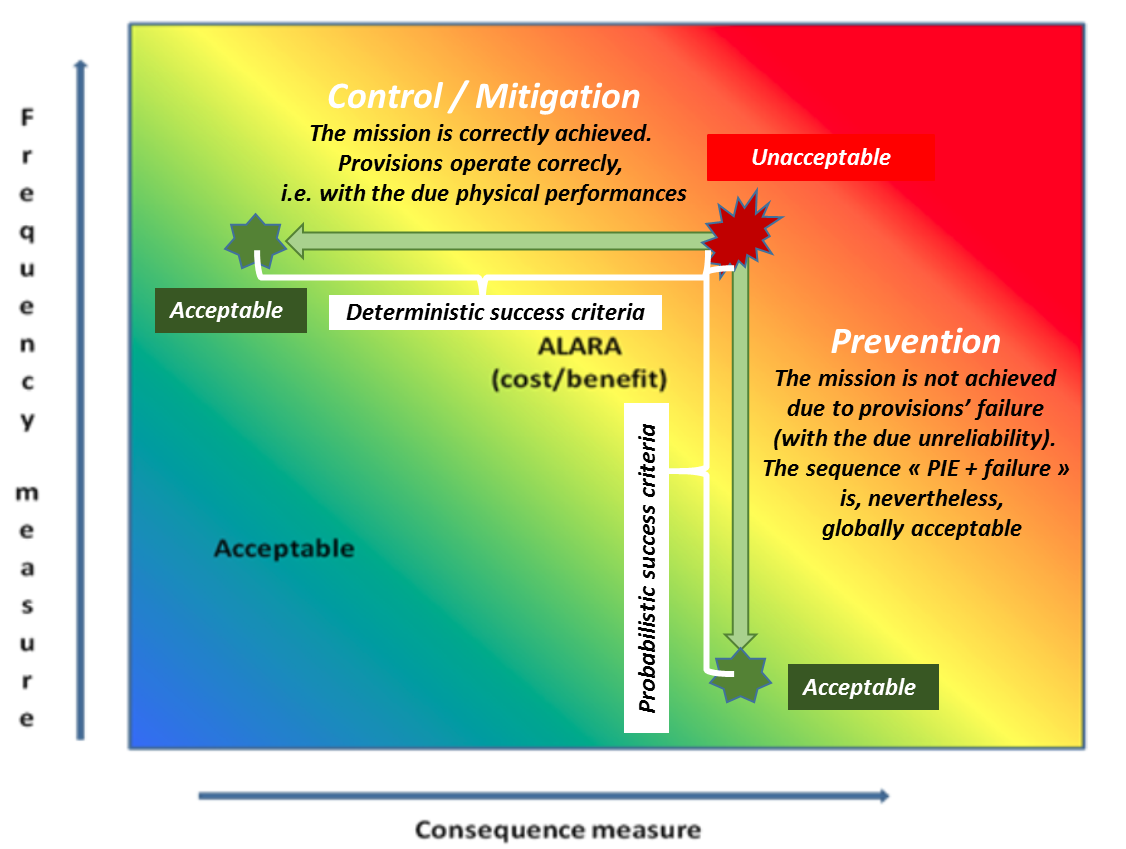 Frequency measure
Control / Mitigation
The mission is correctly achieved.
Provisions operate correcly,
i.e. with the due physical performances
Unacceptable
Acceptable
Deterministic success criteria
ALARA
(cost/benefit)
Prevention
The mission is not achieved
due to provisions’ failure
(with the due unreliability).
The sequence « PIE + failure »
is, nevertheless,
globally acceptable
Probabilistic success criteria
Acceptable
Acceptable
Consequence measure